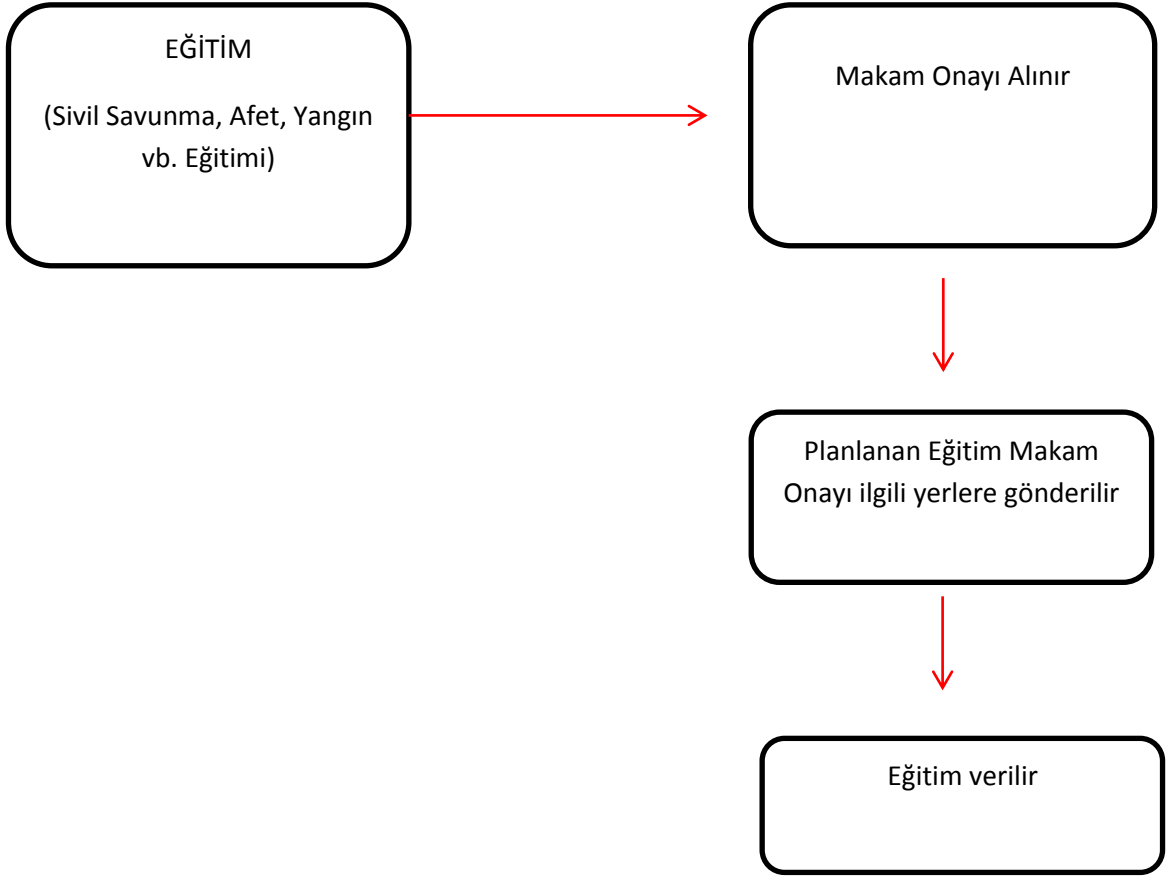 EĞİTİM
(Sivil Savunma, Afet, Yangın
vb. Eğitimi)
Makam Onayı Alınır
Planlanan Eğitim Makam
Onayı ilgili yerlere gönderilir
Eğitim verilir